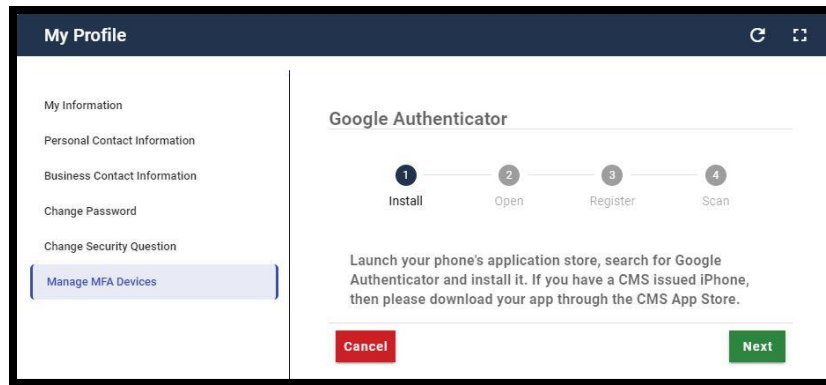 My Profile
My Information
Personal Contact Information
Business Contact Information
Change Password
Change Security Question
Manage MFA Devices
Google Authenticator
1 2 3 4
Install Open Register Scan
Launch your phone's application store, search for Google
Authenticator and install it. If you have a CMS issued iPhone,
then please download your app through the CMS App Store.
Cancel Next